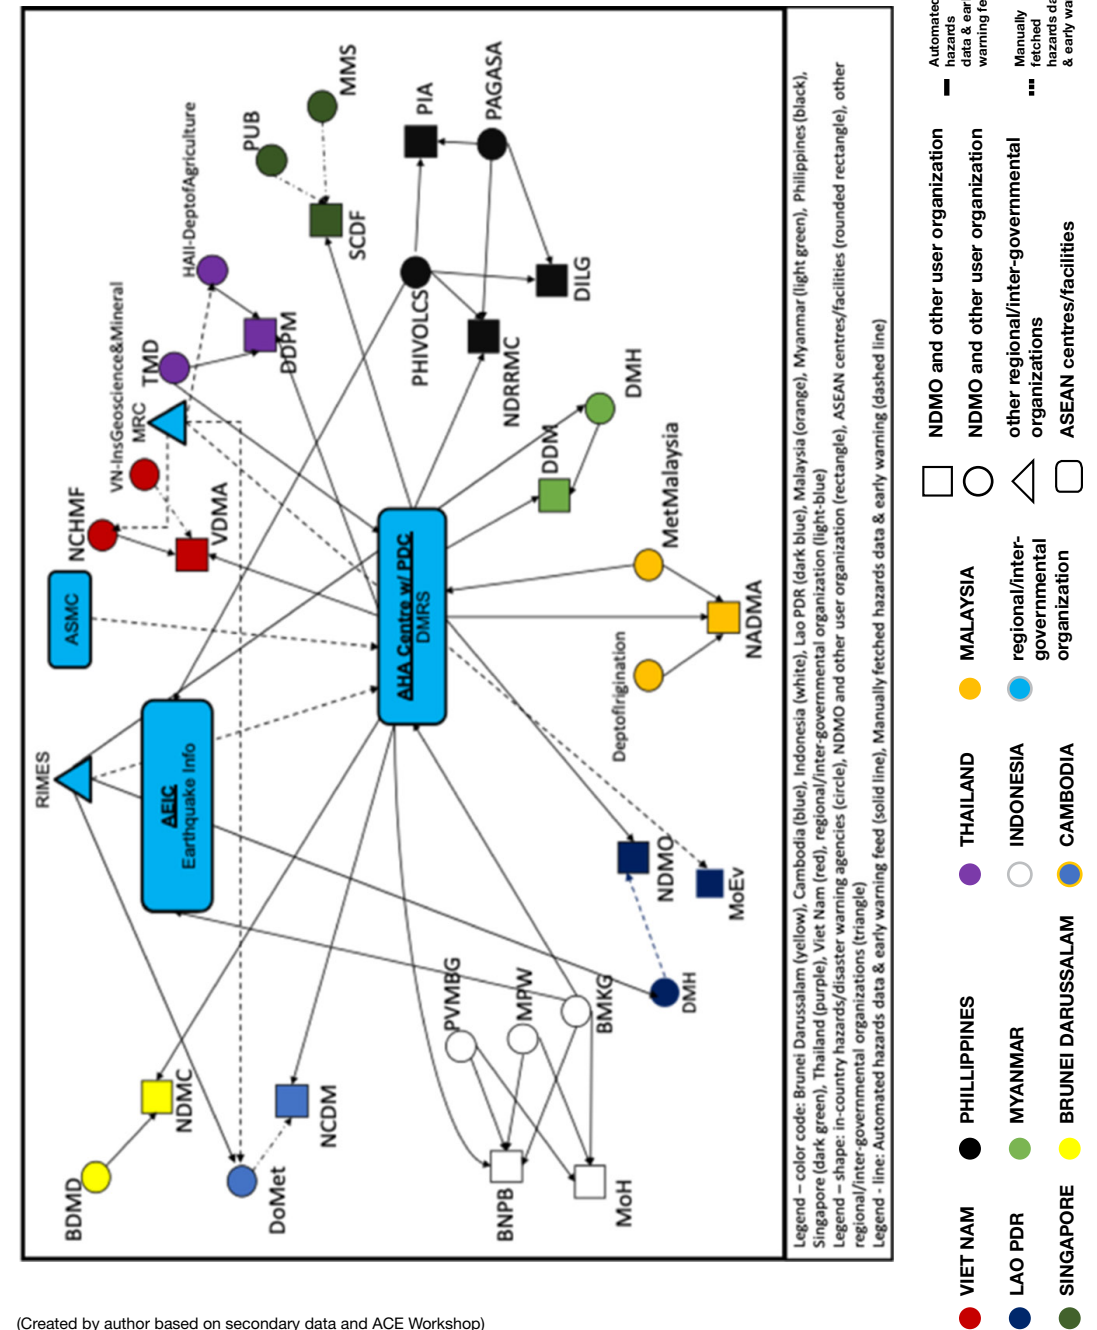 RIMES
ASMC
NCHMF
VN-InsGeoscience&Mineral
MRC
TMD
HAII-DeptofAgriculture
PUB
MMS
SCDF
DDPM
VDMA
AEIC
Earthquake Info
AHA Centre w/ PDC
DMRS
PIA
PAGASA
PHIVOLCS
DILG
NDRRMC
DMH
DDM
MetMalaysia
NADMA
Deptofirigination
NDMO
MoEv
DMH
BDMD
NDMC
DoMet
NCDM
PVMBG
MPW
BMKG
BNPB
MoH
Legend – color code: Brunei Darussalam (yellow), Cambodia (blue), Indonesia (white), Lao PDR (dark blue), Malaysia (orange), Myanmar (light green), Philippines (black),
Singapore (dark green), Thailand (purple), Viet Nam (red), regional/inter-governmental organization (light-blue)
Legend – shape: in-country hazards/disaster warning agencies (circle), NDMO and other user organization (rectangle), ASEAN centres/facilities (rounded rectangle), other
regional/inter-governmental organizations (triangle)
Legend - line: Automated hazards data & early warning feed (solid line), Manually fetched hazards data & early warning (dashed line)
VIET NAM
LAO PDR
SINGAPORE
PHILLIPPINES
MYANMAR
BRUNEI DARUSSALAM
THAILAND
INDONESIA
CAMBODIA
MALAYSIA
regional/inter-
governmental
organization
NDMO and other user organization
NDMO and other user organization
other regional/inter-governmental
organizations
ASEAN centres/facilities
Automated
hazards
data &
warning
Manually
fetched
hazards
& early
(Created by author based on secondary data and ACE Workshop)